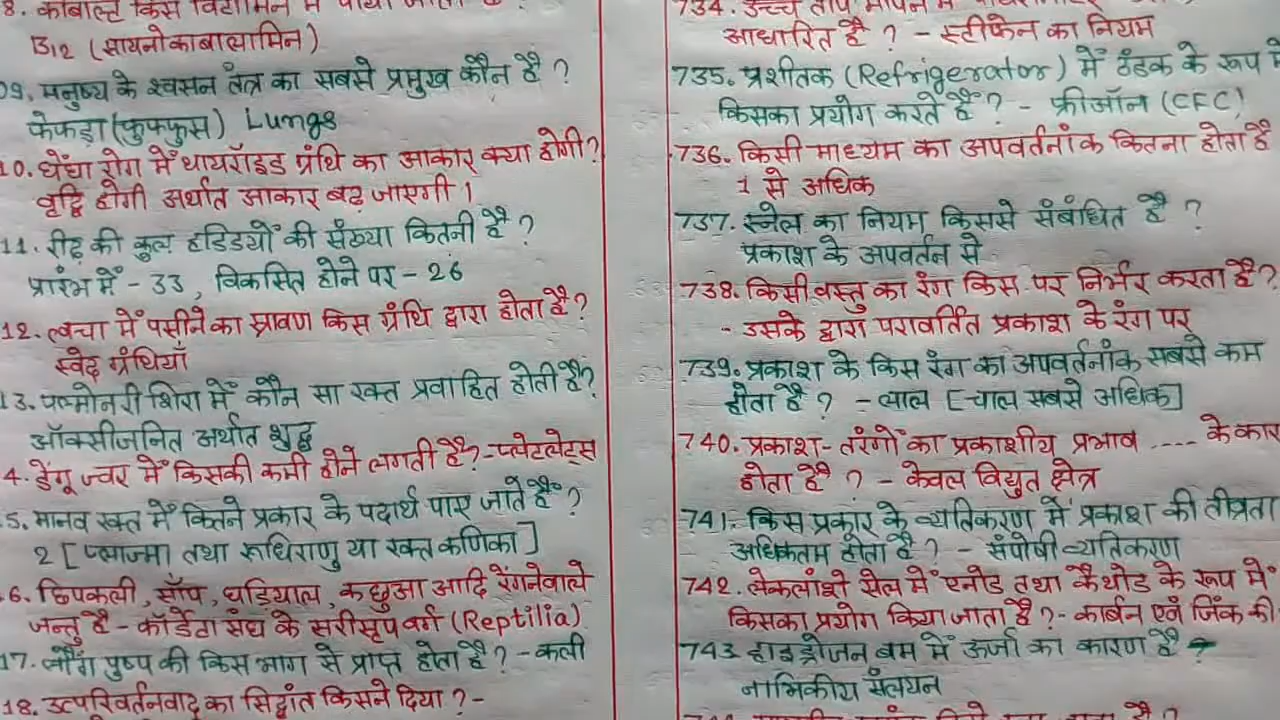 8. कोबाल्ट किस विटामिन में पाया जाता है ?
B12 (सायनोकाबालामिन)
09. मनुष्य के श्वसन तंत्र का सबसे प्रमुख कौन है ?
फेफड़ा (फुफ्फुस) Lungs
10. घेंघा रोग में थायरॉइड ग्रंथि का आकार क्या होगी?
वृद्धि होगी अर्थात आकार बढ़ जाएगी ।
11. रीढ़ की कुल हडिडयों की संख्या कितनी है ?
प्रारंभ में - 33, विकसित होने पर - 26
12. त्वचा में पसीने का स्रावण किस ग्रंथि द्वारा होता है?
स्वेद ग्रंथियाँ
13. पल्मोनरी शिरा में कौन सा रक्त प्रवाहित होती है?
ऑक्सीजनित अर्थात शुद्ध
4. डेंगू ज्वर में किसकी कमी होने लगती है? - प्लेटलेट्स
5. मानव रक्त में कितने प्रकार के पदार्थ पाए जाते हैं ?
2 [प्लाज्मा तथा रूधिराणु या रक्त कणिका]
6. छिपकली, साँप, घड़ियाल, कछुआ आदि रेंगनेवाले
जन्तु है - कॉर्डेटा संघ के सरीसृप वर्ग (Reptilia)
17. लौंग पुष्प की किस भाग से प्राप्त होता है ? - कली
18. उत्परिवर्तनवाद का सिद्धांत किसने दिया ? -
734. उच्च ताप मापन में
आधारित है ? - स्टीफेन का नियम
735. प्रशीतक (Refrigerator) में ठंडक के रूप में
किसका प्रयोग करते हैं? - फ्रीऑन (CFC)
736. किसी माध्यम का अपवर्तनांक कितना होता है
1 से अधिक
737. स्नेल का नियम किससे संबंधित है ?
प्रकाश के अपवर्तन से
738. किसी वस्तु का रंग किस पर निर्भर करता है?
- उसके द्वारा परावर्तित प्रकाश के रंग पर
739. प्रकाश के किस रंग का अपवर्तनांक सबसे कम
होता है ? - लाल [चाल सबसे अधिक]
740. प्रकाश - तरंगों का प्रकाशीय प्रभाव .... के कार
होता है ? - केवल विद्युत क्षेत्र
741. किस प्रकार के व्यतिकरण में प्रकाश की तीव्रता
अधिकतम होता है ? - संपोषी व्यतिकरण
742. लेकलांशे सेल में एनोड तथा कैथोड के रूप में
किसका प्रयोग किया जाता है ? - कार्बन एवं जिंक की
743 हाइड्रोजन बम में ऊर्जा का कारण है
नाभिकीय संलयन